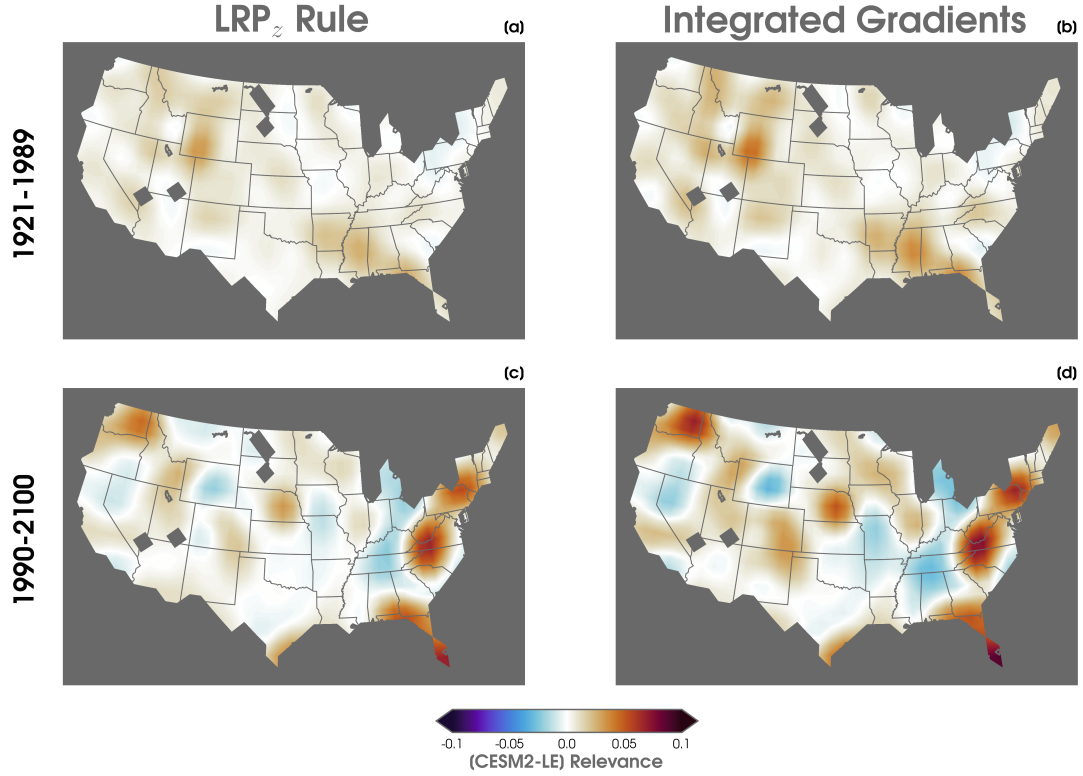 LRPz Rule
Integrated Gradients
(a)
(b)
1921-1989
(c)
(d)
1990-2100
-0.1 -0.05 0.0 0.05 0.1
[CESM2-LE] Relevance